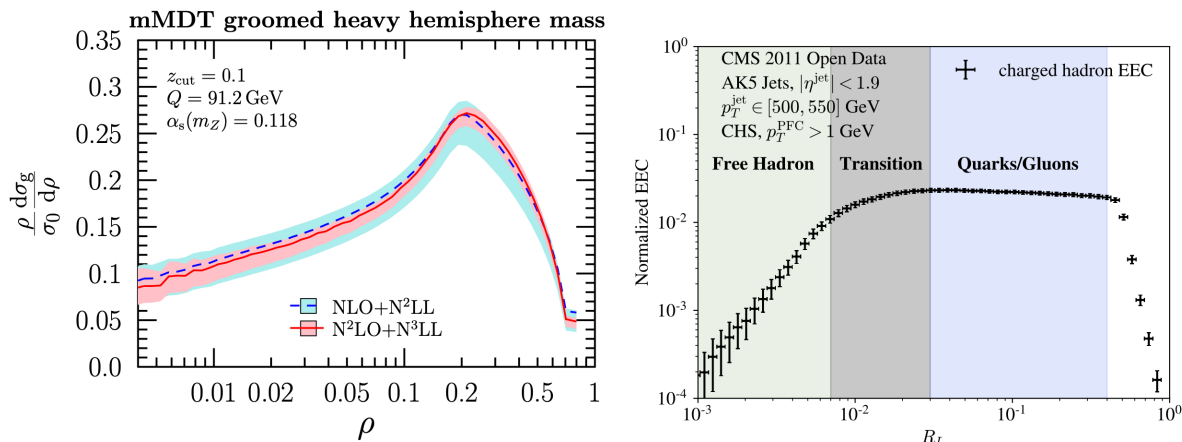 mMDT groomed heavy hemisphere mass
0.35
0.3
0.25
0.2
0.15
0.1
0.05
0.0
ρ/σ₀ dσg/dρ
z_cut = 0.1
Q = 91.2 GeV
α_s(m_Z) = 0.118
NLO+N²LL
N²LO+N³LL
0.01 0.02 0.05 0.1 0.2 0.5 1
ρ
10⁰
10⁻¹
10⁻²
10⁻³
10⁻⁴
Normalized EEC
CMS 2011 Open Data
AK5 Jets, |η^jet| < 1.9
p_T^jet ∈ [500, 550] GeV
CHS, p_T^PFC > 1 GeV
charged hadron EEC
Free Hadron Transition Quarks/Gluons
10⁻³ 10⁻² 10⁻¹ 10⁰